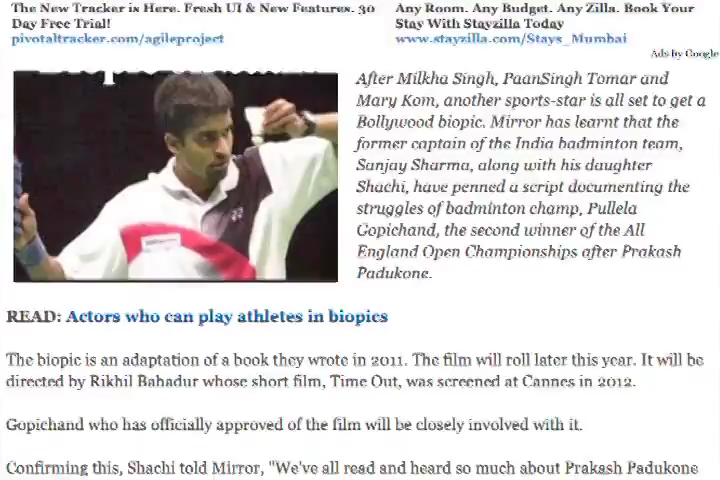 The New Tracker is Here. Fresh UI & New Features. 30
Day Free Trial!
pivotaltracker.com/agileproject
Any Room. Any Budget. Any Zilla. Book Your
Stay With Stayzilla Today
www.stayzilla.com/Stays_Mumbai
Ads By Google
After Milkha Singh, PaanSingh Tomar and
Mary Kom, another sports-star is all set to get a
Bollywood biopic. Mirror has learnt that the
former captain of the India badminton team,
Sanjay Sharma, along with his daughter
Shachi, have penned a script documenting the
struggles of badminton champ, Pullela
Gopichand, the second winner of the All
England Open Championships after Prakash
Padukone.
READ: Actors who can play athletes in biopics
The biopic is an adaptation of a book they wrote in 2011. The film will roll later this year. It will be
directed by Rikhil Bahadur whose short film, Time Out, was screened at Cannes in 2012.
Gopichand who has officially approved of the film will be closely involved with it.
Confirming this, Shachi told Mirror, "We've all read and heard so much about Prakash Padukone